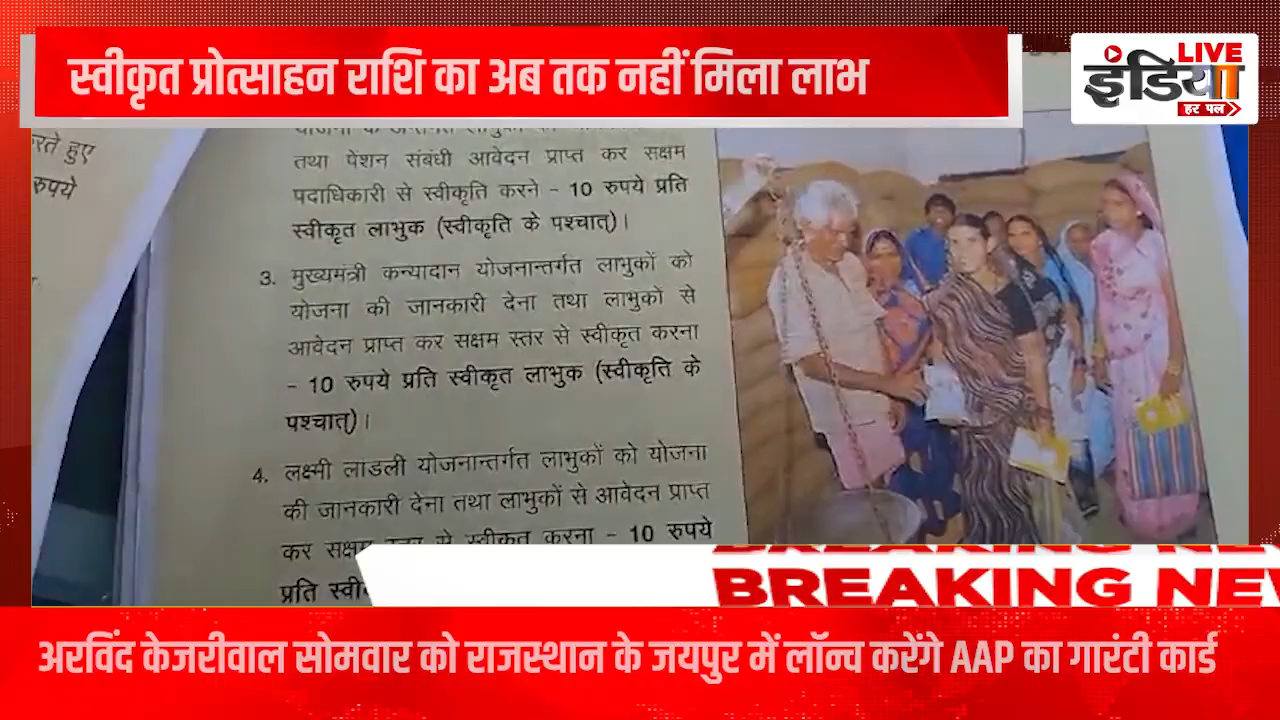 स्वीकृत प्रोत्साहन राशि का अब तक नहीं मिला लाभ
LIVE
इंडिया
हर पल
रते हुए
रुपये
तथा पेंशन संबंधी आवेदन प्राप्त कर सक्षम
पदाधिकारी से स्वीकृति करने - 10 रुपये प्रति
स्वीकृत लाभुक (स्वीकृति के पश्चात्)।
3. मुख्यमंत्री कन्यादान योजनान्तर्गत लाभुकों को
योजना की जानकारी देना तथा लाभुकों से
आवेदन प्राप्त कर सक्षम स्तर से स्वीकृत करना
- 10 रुपये प्रति स्वीकृत लाभुक (स्वीकृति के
पश्चात्)।
4. लक्ष्मी लाडली योजनान्तर्गत लाभुकों को योजना
की जानकारी देना तथा लाभुकों से आवेदन प्राप्त
कर सक्षम स्तर से स्वीकृत करना - 10 रुपये
प्रति
BREAKING NEW
अरविंद केजरीवाल सोमवार को राजस्थान के जयपुर में लॉन्च करेंगे AAP का गारंटी कार्ड